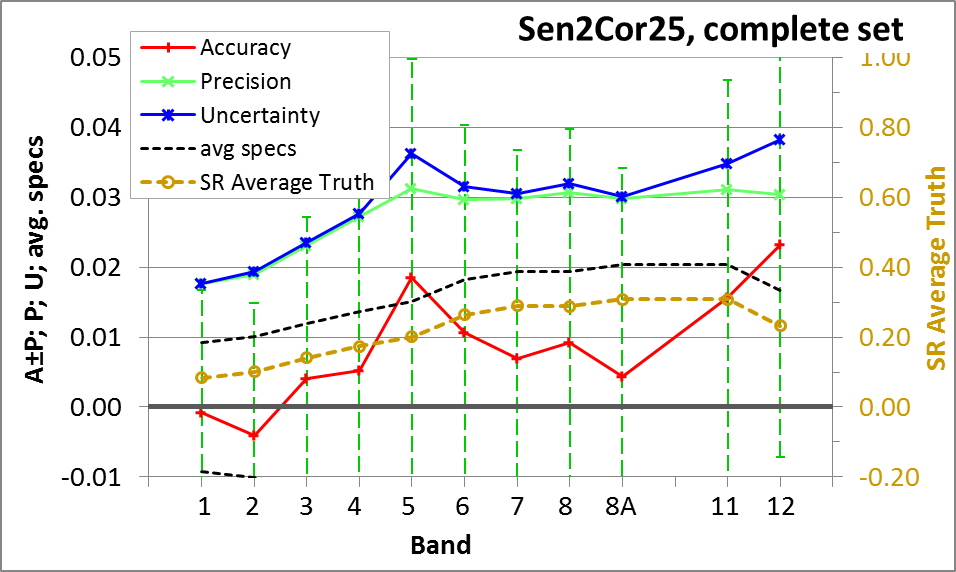 Sen2Cor25, complete set
Accuracy
Precision
Uncertainty
avg specs
SR Average Truth
A±P; P; U; avg. specs
0.05
0.04
0.03
0.02
0.01
0.00
-0.01
1.00
0.80
0.60
0.40
0.20
0.00
-0.20
SR Average Truth
1 2 3 4 5 6 7 8 8A 11 12
Band